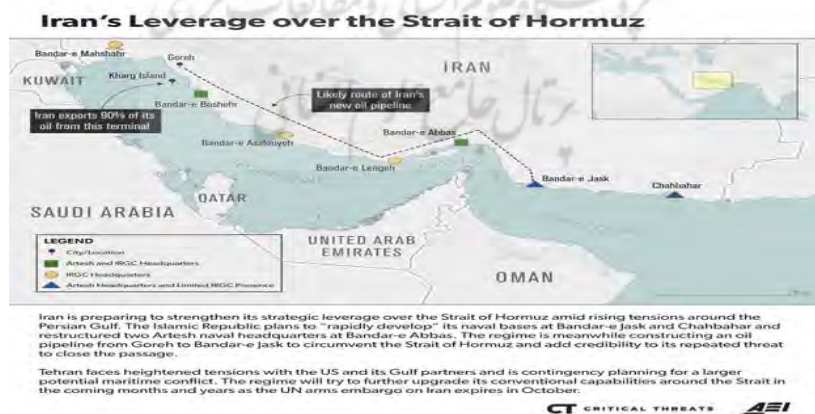 Iran's Leverage over the Strait of Hormuz
Bandar-e Mahshahr
Goreh
IRAN
KUWAIT
Kharg Island
Likely route of Iran's
new oil pipeline
Bandar-e Boshehr
Iran exports 90% of its
oil from this terminal
Bandar-e Abbas
Bandar-e Asalouyeh
Bandar-e Lengeh
Bandar-e Jask
Chahbahar
QATAR
SAUDI ARABIA
UNITED ARAB
EMIRATES
OMAN
LEGEND
City/Location
Artesh and IRGC Headquarters
IRGC Headquarters
Artesh Headquarters and Limited IRGC Presence
Iran is preparing to strengthen its strategic leverage over the Strait of Hormuz amid rising tensions around the
Persian Gulf. The Islamic Republic plans to "rapidly develop" its naval bases at Bandar-e Jask and Chahbahar and
restructured two Artesh naval headquarters at Bandar-e Abbas. The regime is meanwhile constructing an oil
pipeline from Goreh to Bandar-e Jask to circumvent the Strait of Hormuz and add credibility to its repeated threat
to close the passage.
Tehran faces heightened tensions with the US and its Gulf partners and is contingency planning for a larger
potential maritime conflict. The regime will try to further upgrade its conventional capabilities around the Strait in
the coming months and years as the UN arms embargo on Iran expires in October.
CT CRITICAL THREATS AEI